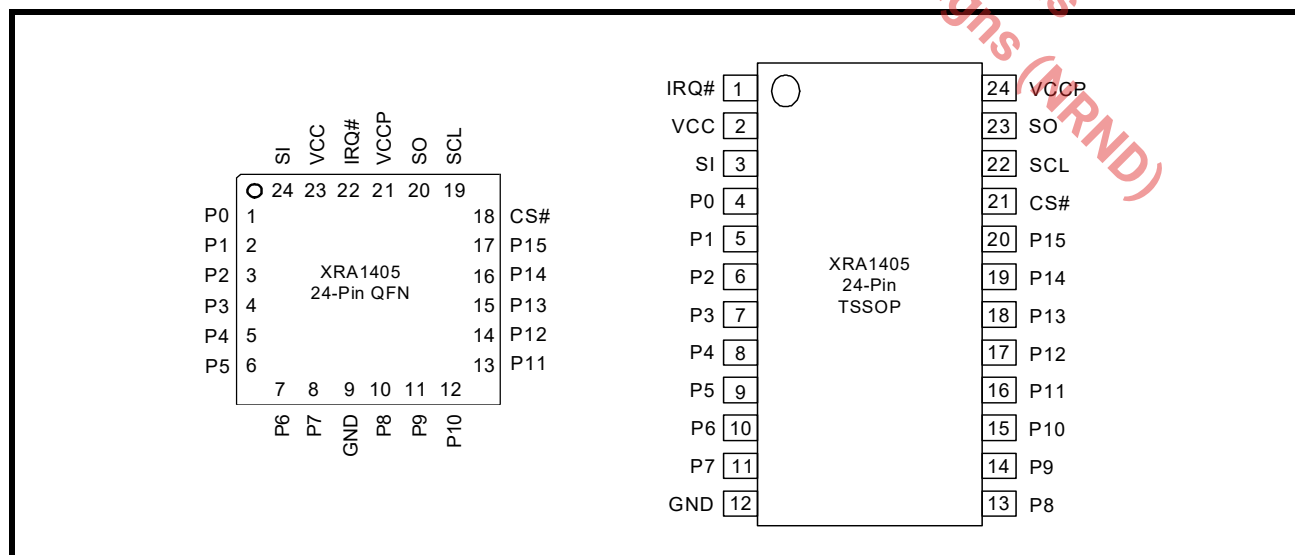 SI VCC IRQ# VCCP SO SCL
24 23 22 21 20 19
P0 1
P1 2
P2 3
P3 4
P4 5
P5 6
XRA1405
24-Pin QFN
18 CS#
17 P15
16 P14
15 P13
14 P12
13 P11
7 8 9 10 11 12
P6 P7 GND P8 P9 P10
IRQ# 1
VCC 2
SI 3
P0 4
P1 5
P2 6
P3 7
P4 8
P5 9
P6 10
P7 11
GND 12
XRA1405
24-Pin
TSSOP
24 VCCP
23 SO
22 SCL
21 CS#
20 P15
19 P14
18 P13
17 P12
16 P11
15 P10
14 P9
13 P8
(NRND)